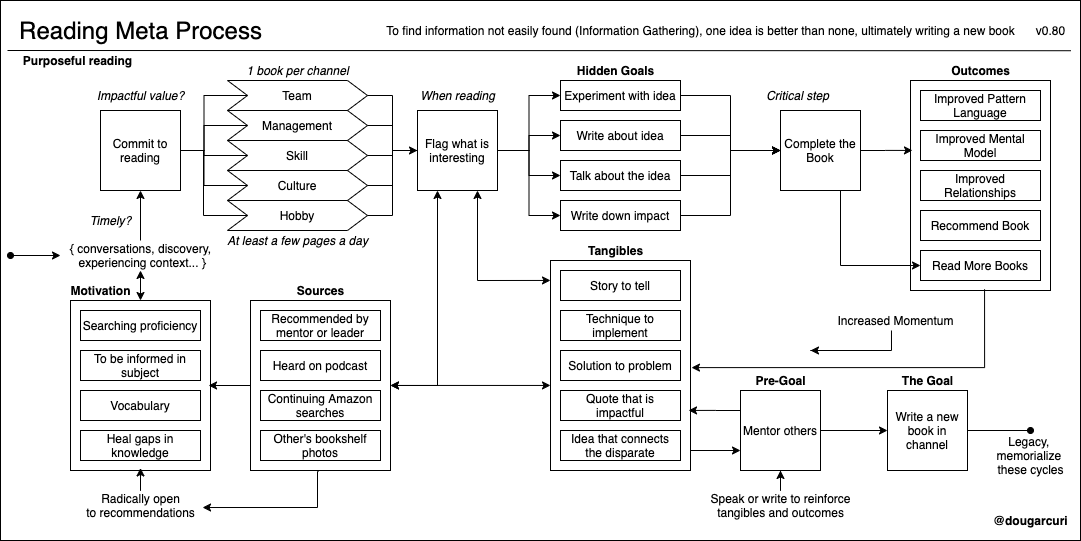 Reading Meta Process
To find information not easily found (Information Gathering), one idea is better than none, ultimately writing a new book
v0.80
Purposeful reading
Impactful value?
Commit to
reading
Timely?
{ conversations, discovery,
experiencing context... }
1 book per channel
Team
Management
Skill
Culture
Hobby
At least a few pages a day
When reading
Flag what is
interesting
Hidden Goals
Experiment with idea
Write about idea
Talk about the idea
Write down impact
Critical step
Complete the
Book
Outcomes
Improved Pattern
Language
Improved Mental
Model
Improved
Relationships
Recommend Book
Read More Books
Motivation
Searching proficiency
To be informed in
subject
Vocabulary
Heal gaps in
knowledge
Radically open
to recommendations
Sources
Recommended by
mentor or leader
Heard on podcast
Continuing Amazon
searches
Other's bookshelf
photos
Tangibles
Story to tell
Technique to
implement
Solution to problem
Quote that is
impactful
Idea that connects
the disparate
Increased Momentum
Pre-Goal
Mentor others
Speak or write to reinforce
tangibles and outcomes
The Goal
Write a new
book in
channel
Legacy,
memorialize
these cycles
@dougarcuri